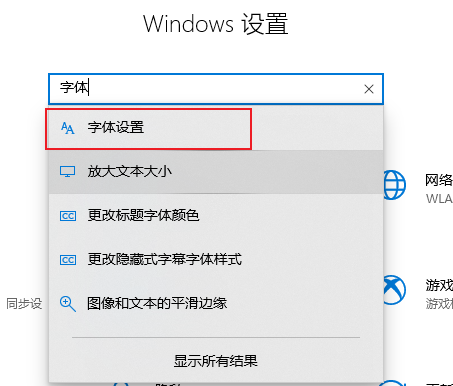 Windows 设置
字体
字体设置
放大文本大小
网络
WLA
更改标题字体颜色
更改隐藏式字幕字体样式
游戏
同步设
图像和文本的平滑边缘
显示所有结果